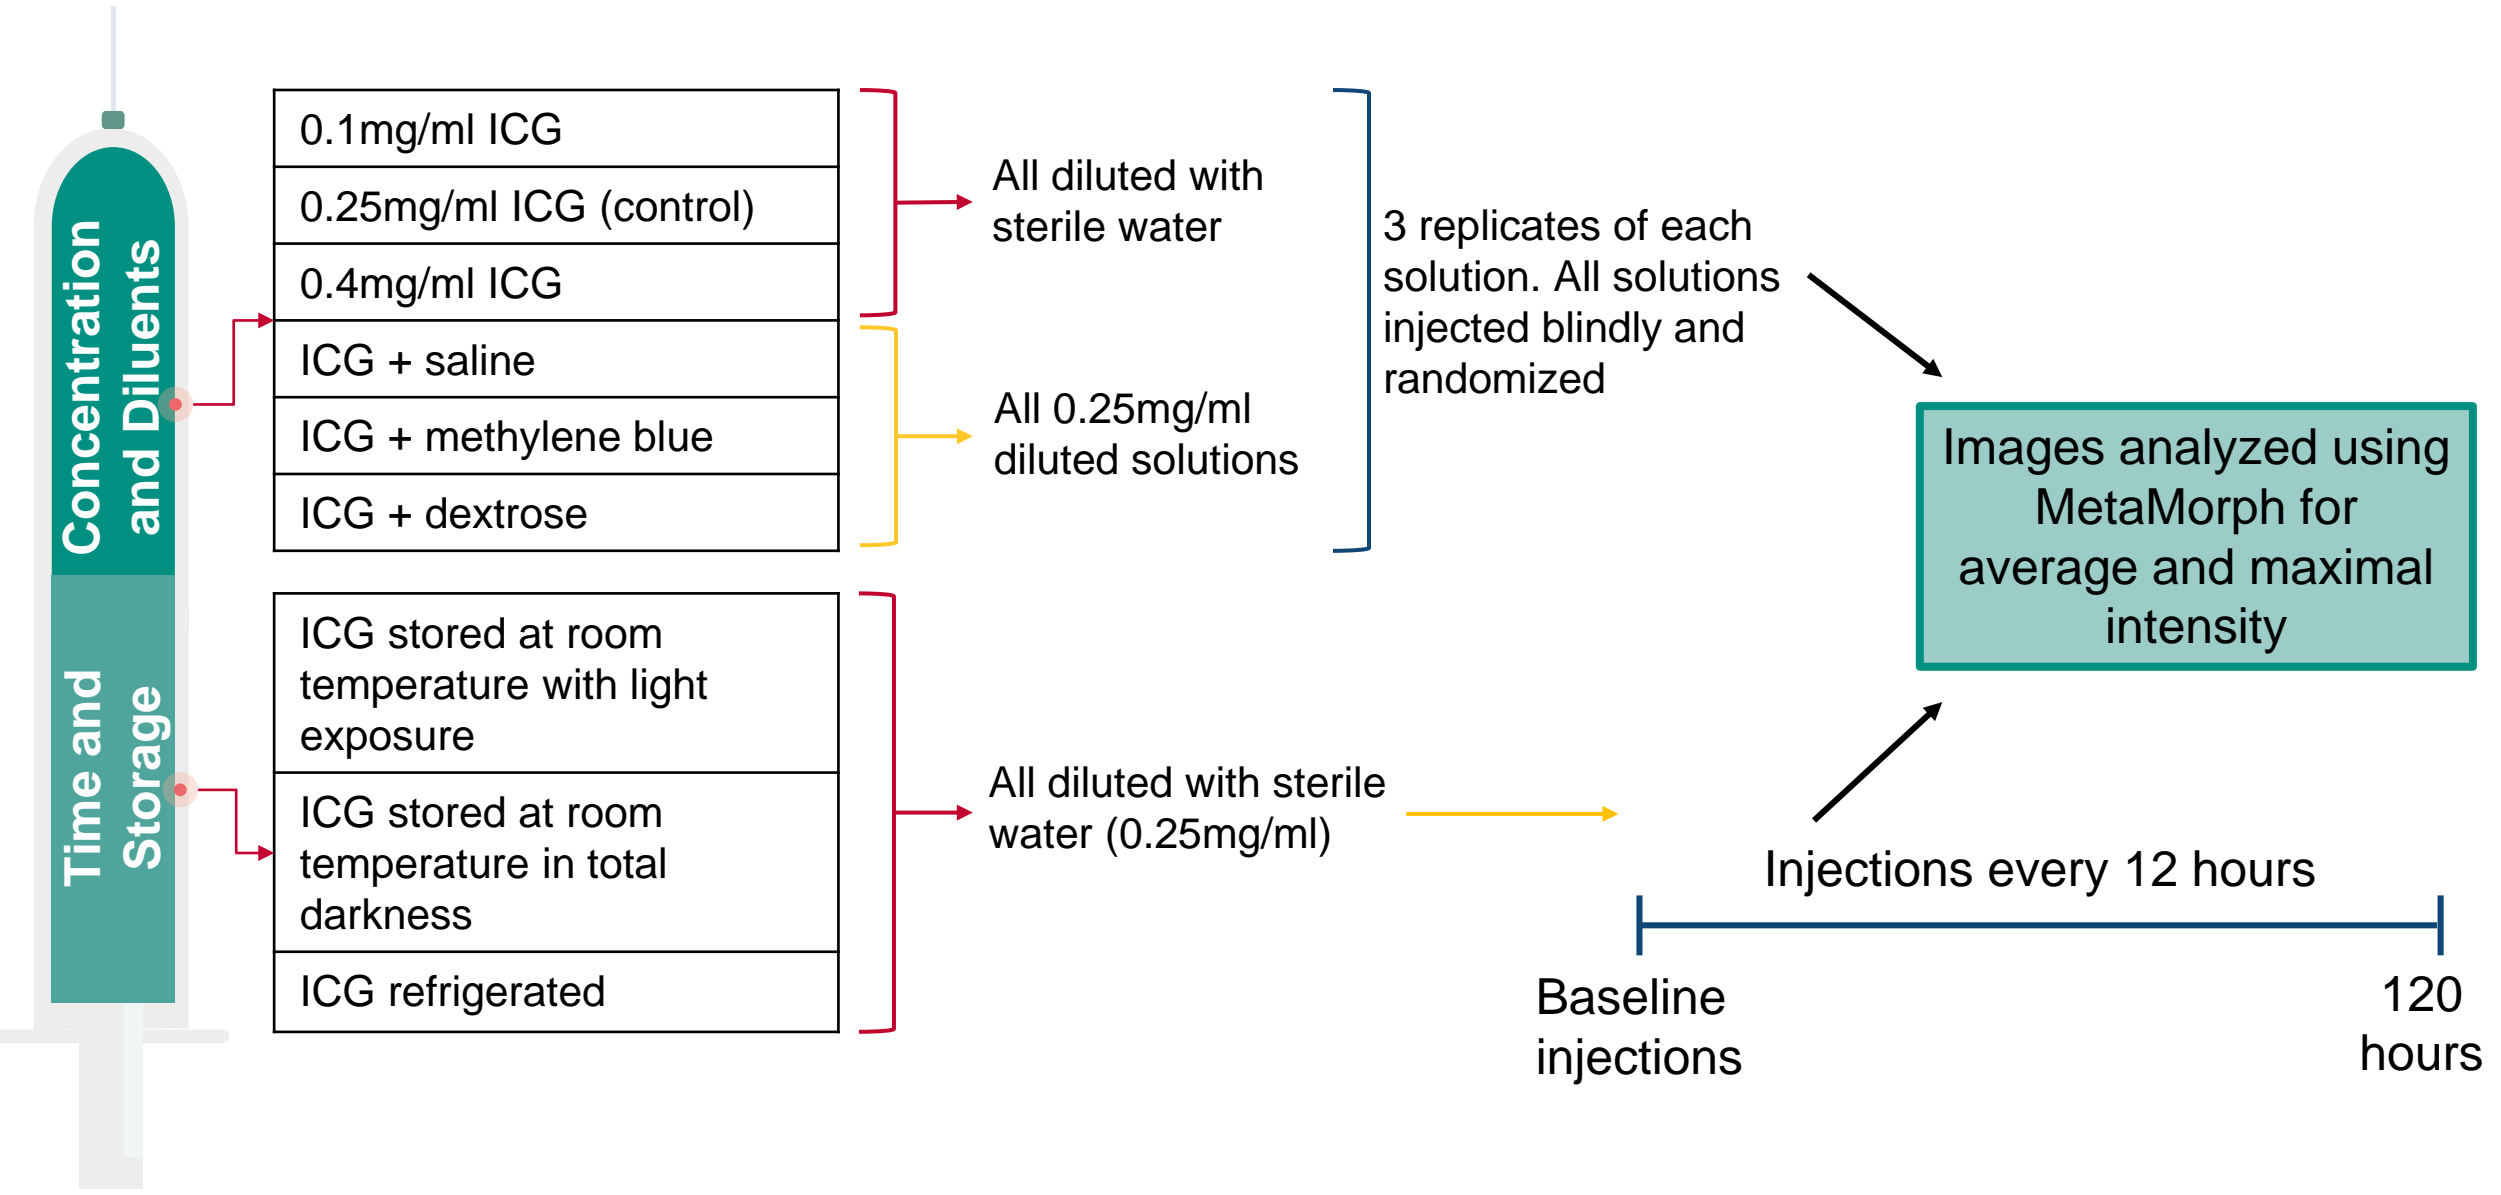 Concentration
and Diluents
0.1mg/ml ICG
0.25mg/ml ICG (control)
0.4mg/ml ICG
ICG + saline
ICG + methylene blue
ICG + dextrose
All diluted with
sterile water
All 0.25mg/ml
diluted solutions
3 replicates of each
solution. All solutions
injected blindly and
randomized
Images analyzed using
MetaMorph for
average and maximal
intensity
Time and
Storage
ICG stored at room
temperature with light
exposure
ICG stored at room
temperature in total
darkness
ICG refrigerated
All diluted with sterile
water (0.25mg/ml)
Injections every 12 hours
Baseline
injections
120
hours